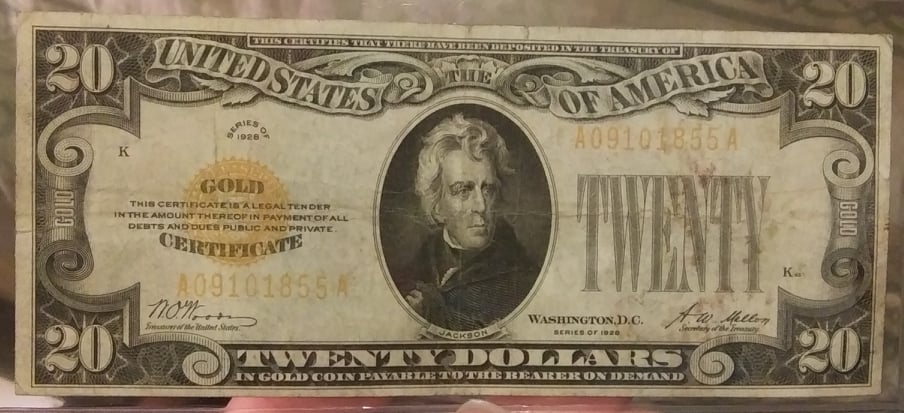 THIS CERTIFIES THAT THERE HAVE BEEN DEPOSITED IN THE TREASURY OF
20
UNITED STATES
THE
OF AMERICA
20
SERIES OF
1928
K
A09101855A
GOLD
THIS CERTIFICATE IS A LEGAL TENDER
IN THE AMOUNT THEREOF IN PAYMENT OF ALL
DEBTS AND DUES PUBLIC AND PRIVATE.
CERTIFICATE
TWENTY
GOLD
GOLD
A09101855A
K
Treasurer of the United States.
JACKSON
WASHINGTON, D.C.
SERIES OF 1928
A W Mellon
Secretary of the Treasury.
20
TWENTY DOLLARS
20
IN GOLD COIN PAYABLE TO THE BEARER ON DEMAND